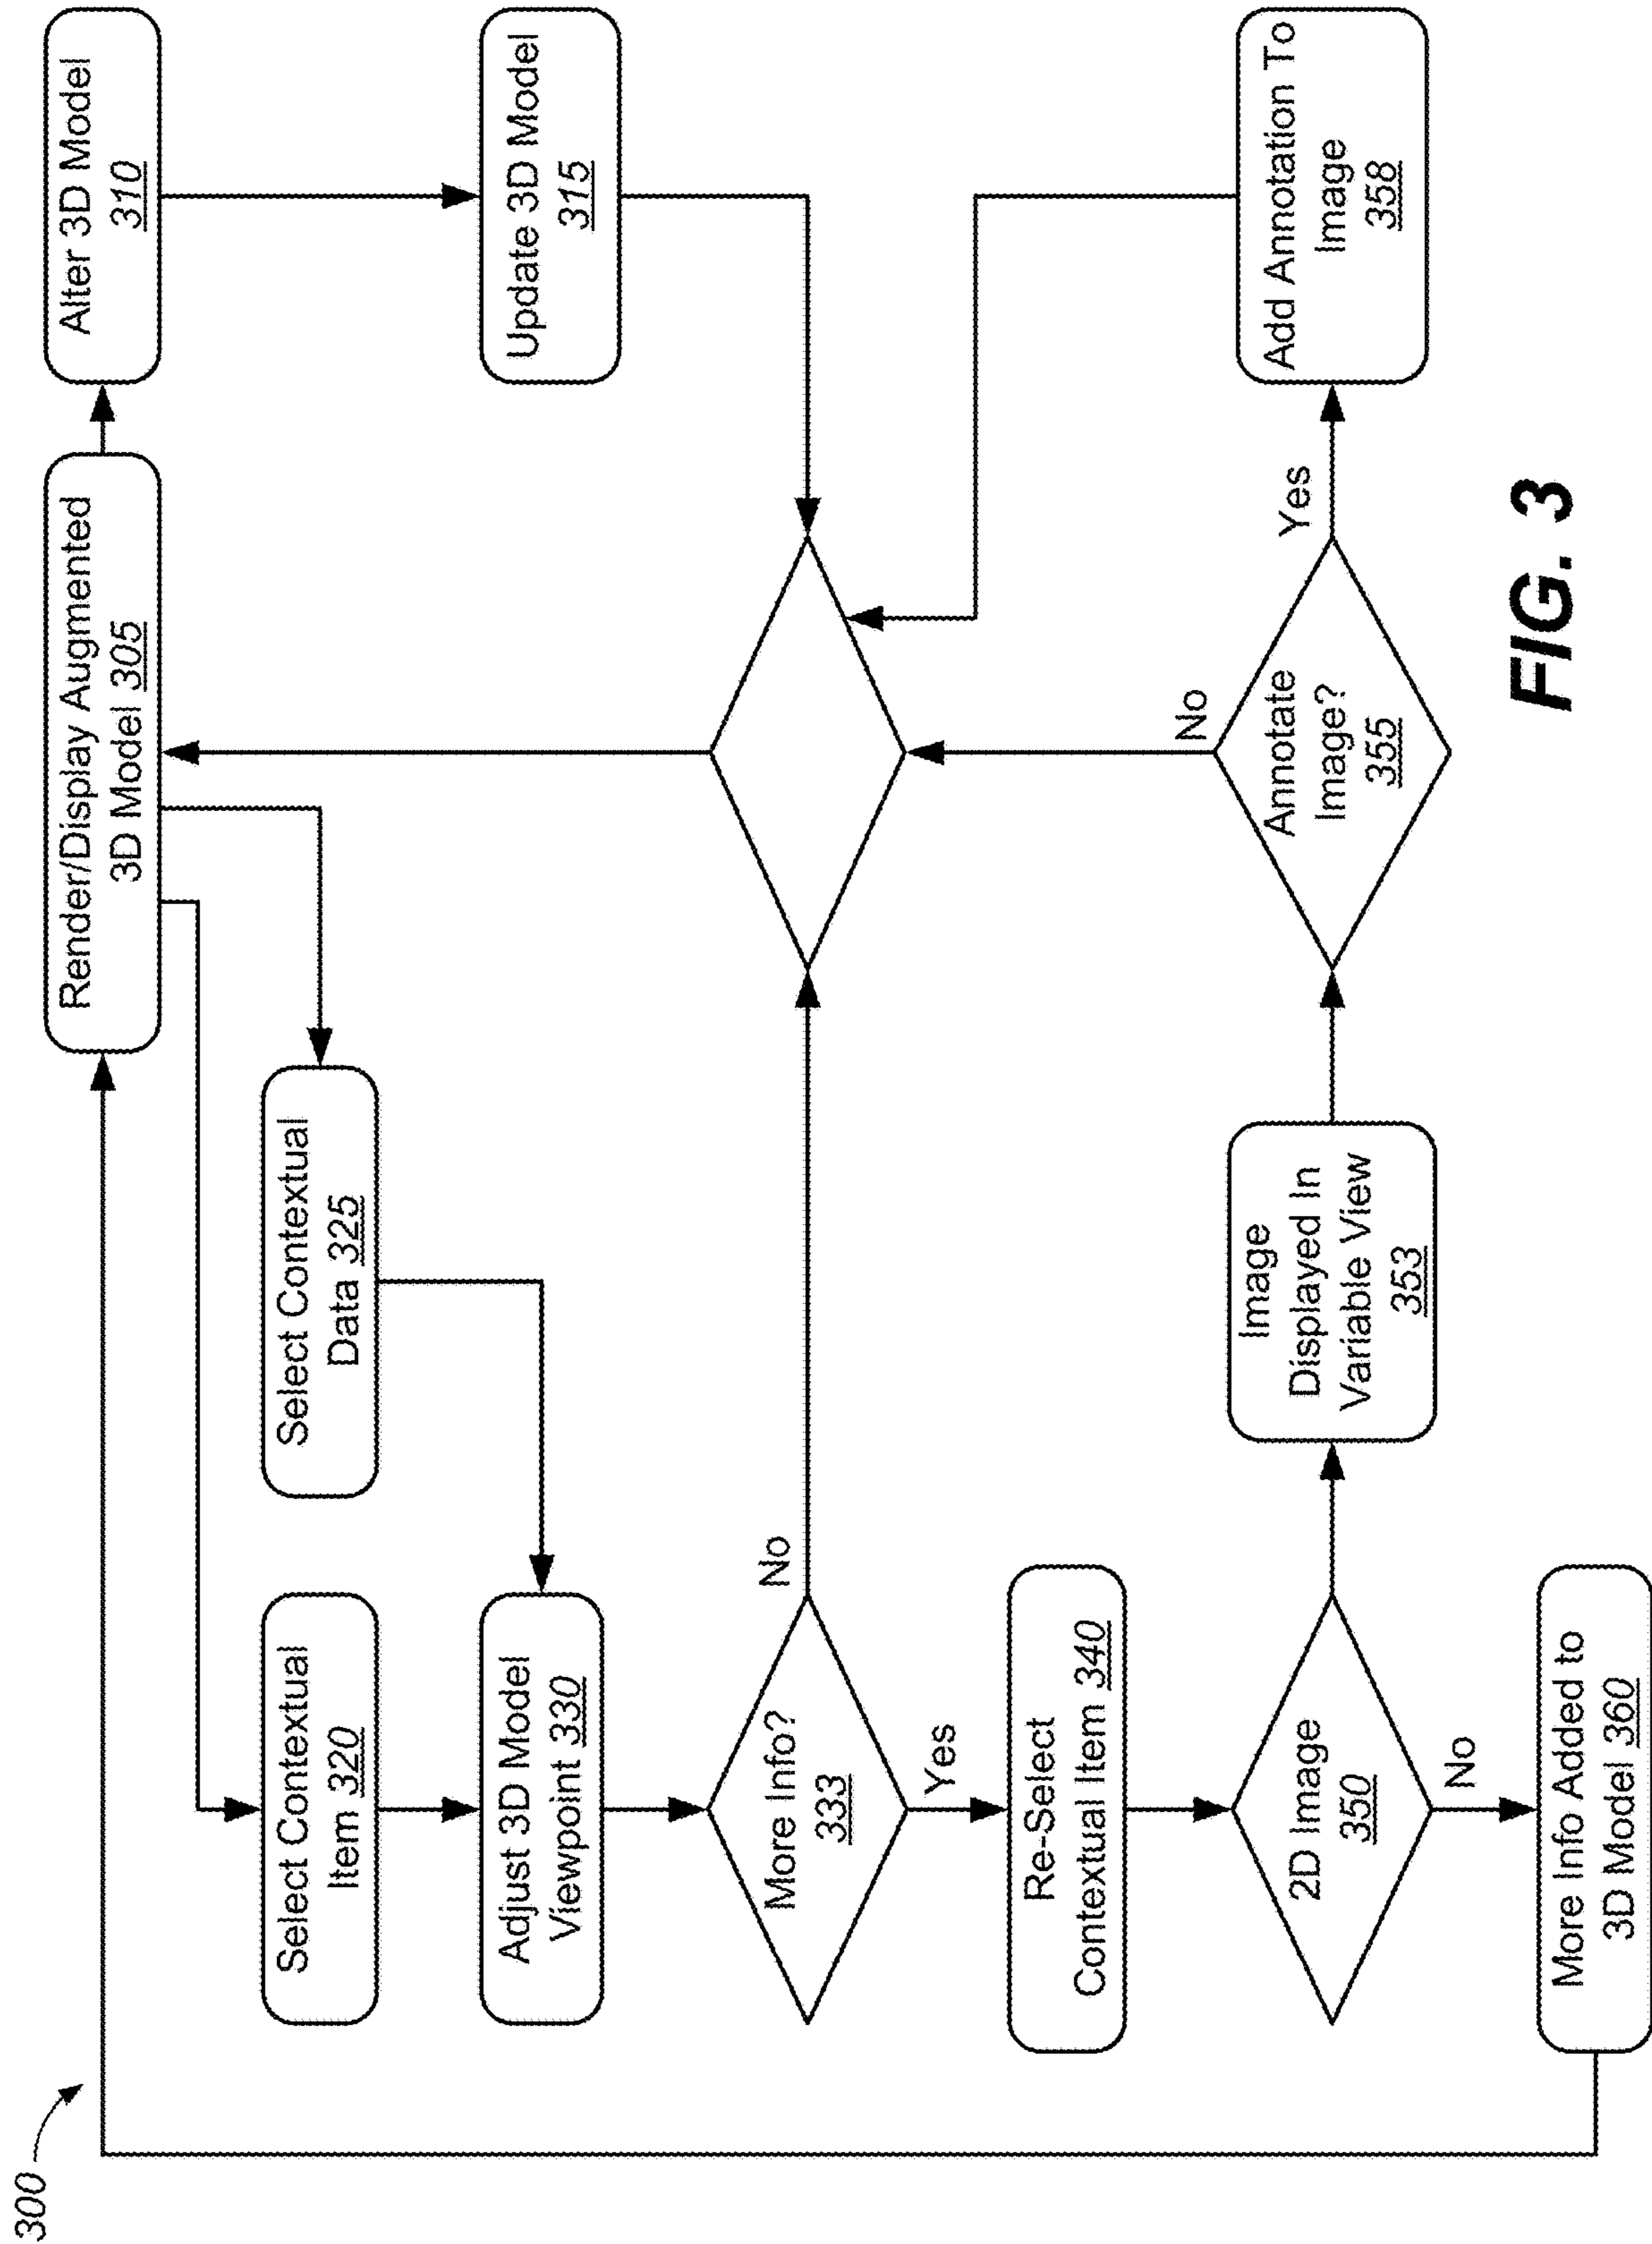 300
Render/Display Augmented
3D Model 305
Alter 3D Model
310
Select Contextual
Item 320
Select Contextual
Data 325
Adjust 3D Model
Viewpoint 330
Update 3D Model
315
More Info?
333
No
Yes
Re-Select
Contextual Item 340
2D Image
350
No
Image
Displayed In
Variable View
353
Annotate
Image?
355
No
Yes
Add Annotation To
Image
358
More Info Added to
3D Model 360
FIG. 3